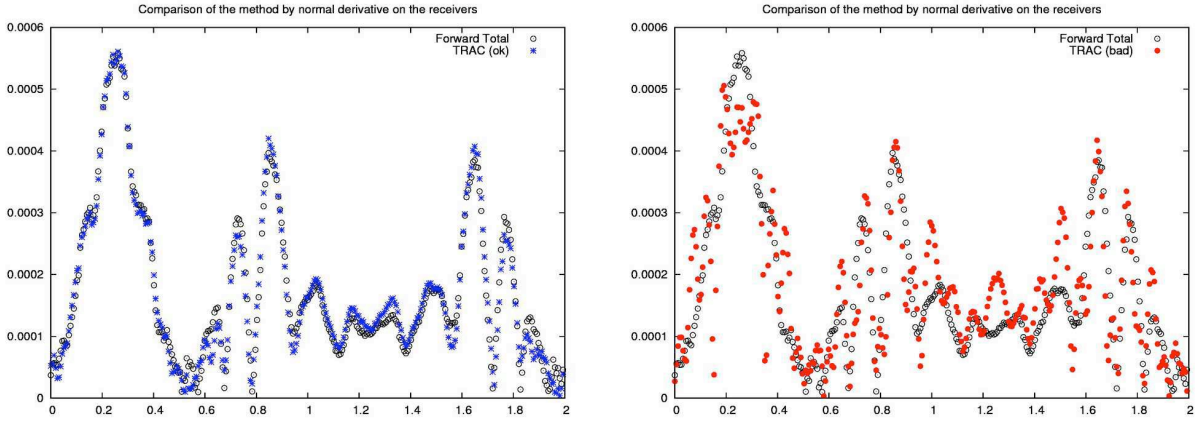 Comparison of the method by normal derivative on the receivers
0.0006
0.0005
0.0004
0.0003
0.0002
0.0001
0
0 0.2 0.4 0.6 0.8 1 1.2 1.4 1.6 1.8 2
Forward Total
TRAC (ok)
Comparison of the method by normal derivative on the receivers
0.0006
0.0005
0.0004
0.0003
0.0002
0.0001
0
0 0.2 0.4 0.6 0.8 1 1.2 1.4 1.6 1.8 2
Forward Total
TRAC (bad)